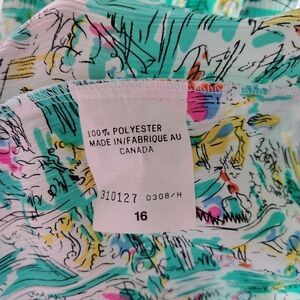 100% POLYESTER
MADE IN/FABRIQUE AU
CANADA
310127 0308/H
16